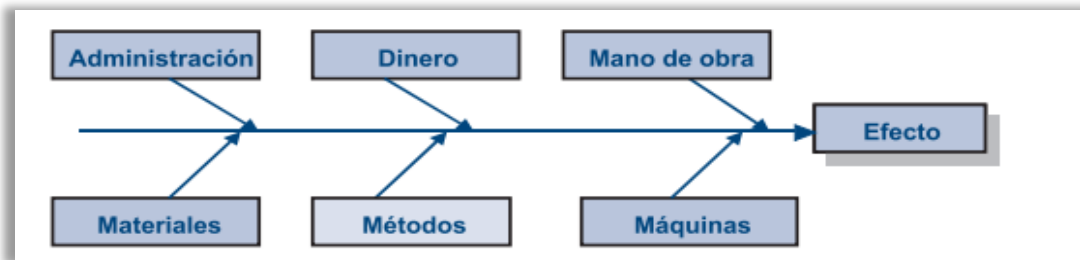 Administración
Dinero
Mano de obra
Efecto
Materiales
Métodos
Máquinas